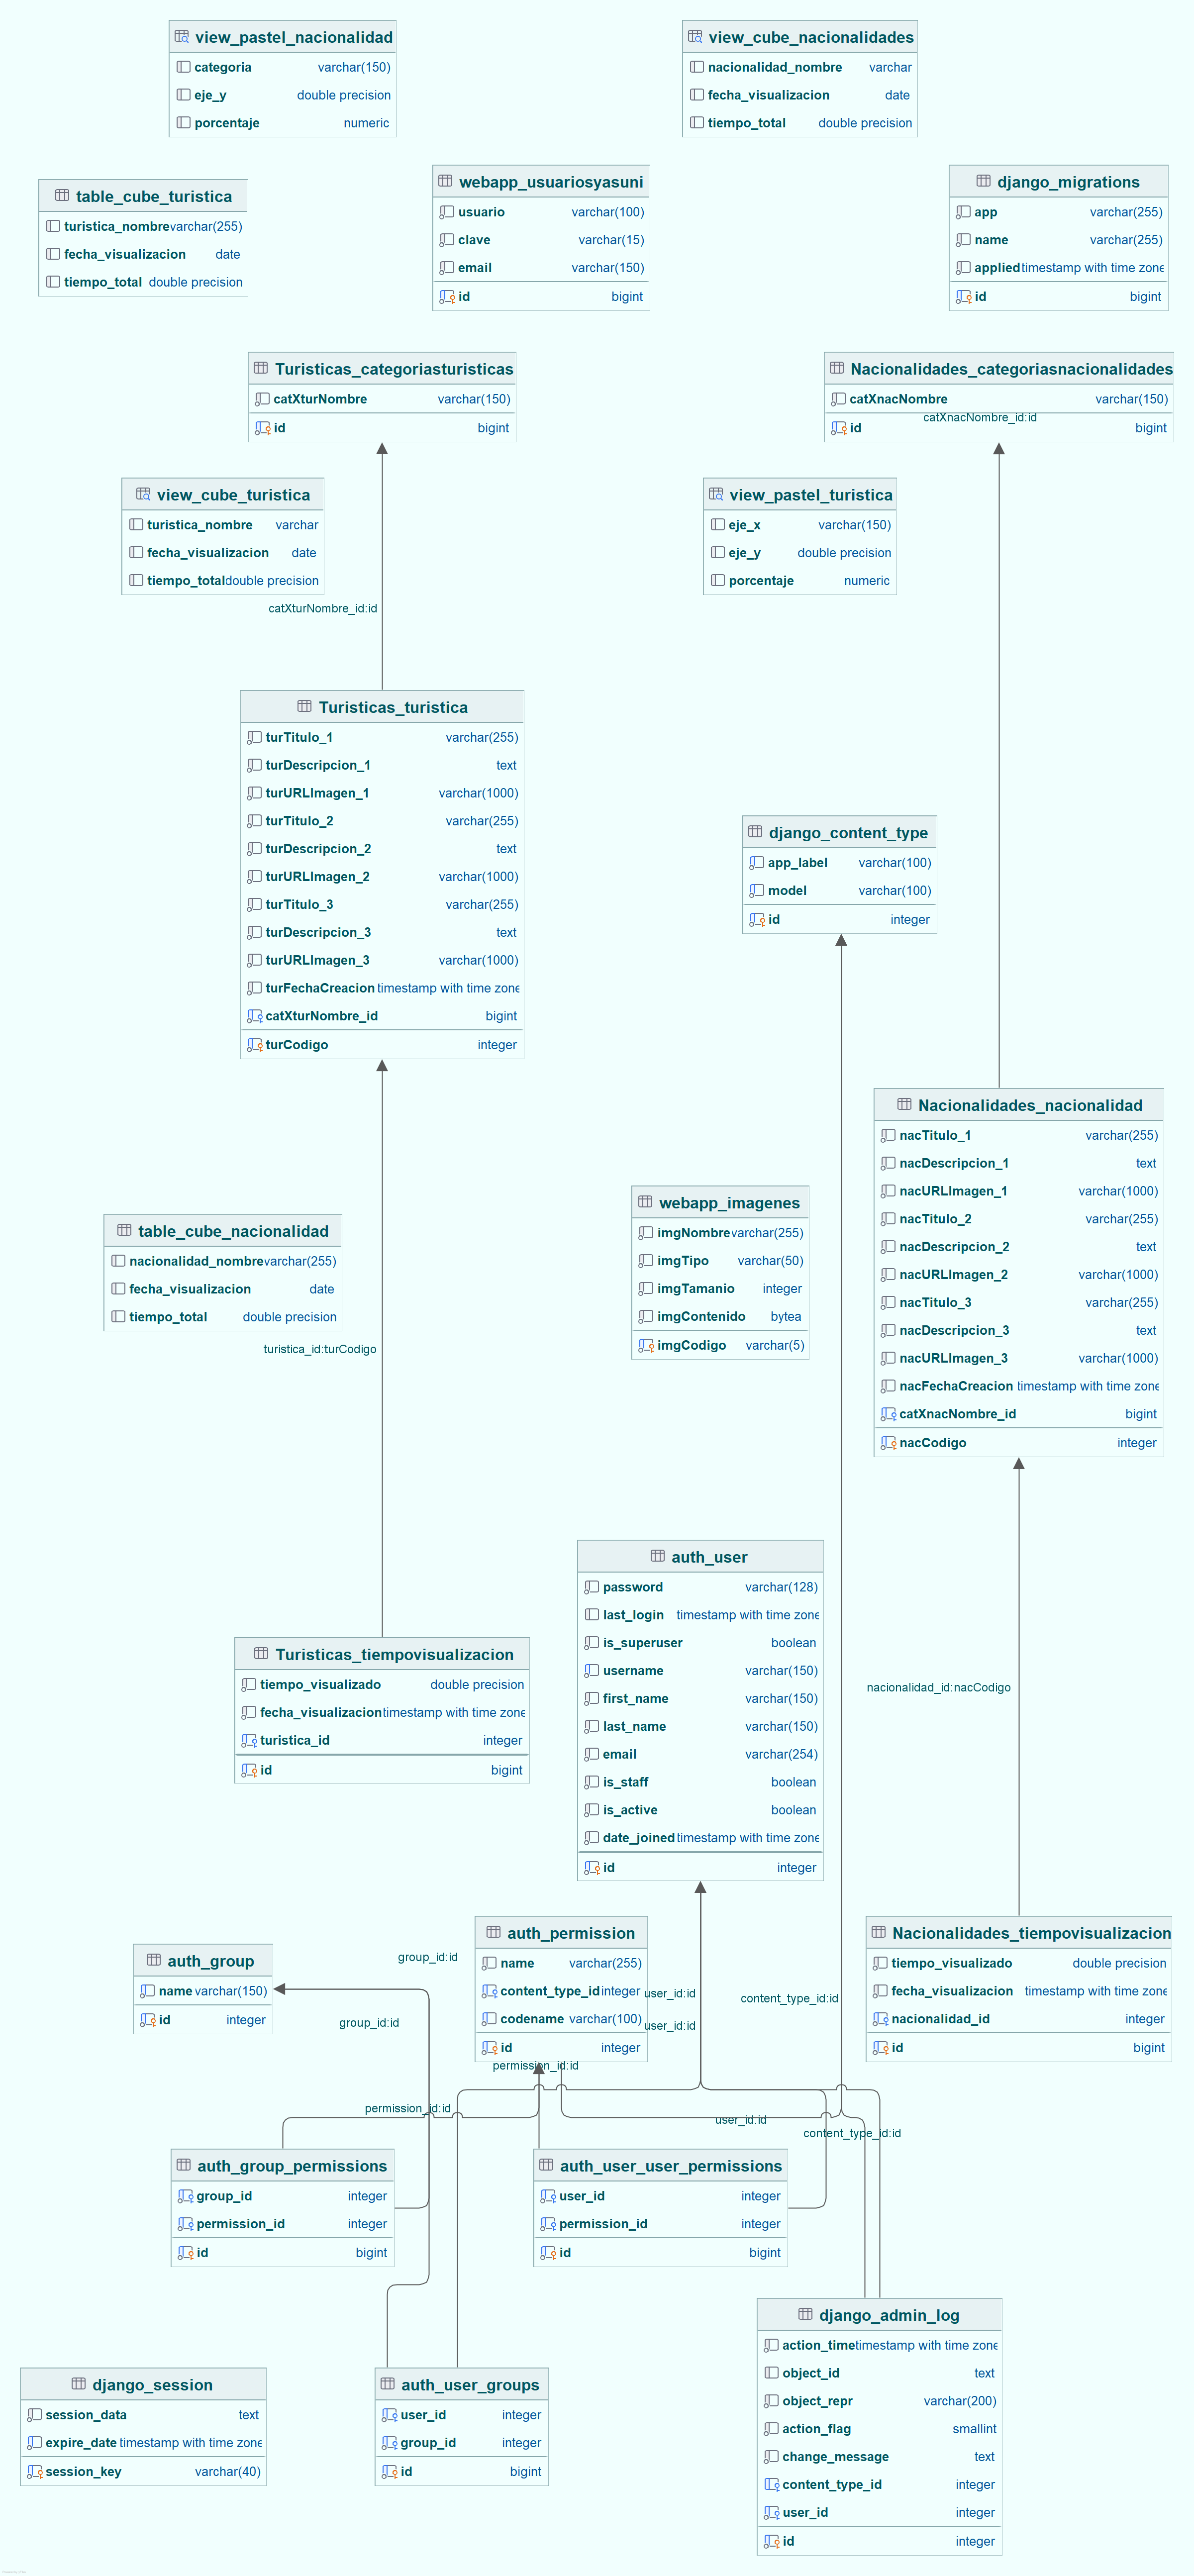 view_pastel_nacionalidad
categoria varchar(150)
eje_y double precision
porcentaje numeric
view_cube_nacionalidades
nacionalidad_nombre varchar
fecha_visualizacion date
tiempo_total double precision
table_cube_turistica
turistica_nombre varchar(255)
fecha_visualizacion date
tiempo_total double precision
webapp_usuariosyasuni
usuario varchar(100)
clave varchar(15)
email varchar(150)
id bigint
django_migrations
app varchar(255)
name varchar(255)
applied timestamp with time zone
id bigint
Turisticas_categoriasturisticas
catXturNombre varchar(150)
id bigint
Nacionalidades_categoriasnacionalidades
catXnacNombre varchar(150)
catXnacNombre_id:id
id bigint
view_cube_turistica
turistica_nombre varchar
fecha_visualizacion date
tiempo_total double precision
view_pastel_turistica
eje_x varchar(150)
eje_y double precision
porcentaje numeric
catXturNombre_id:id
Turisticas_turistica
turTitulo_1 varchar(255)
turDescripcion_1 text
turURLImagen_1 varchar(1000)
turTitulo_2 varchar(255)
turDescripcion_2 text
turURLImagen_2 varchar(1000)
turTitulo_3 varchar(255)
turDescripcion_3 text
turURLImagen_3 varchar(1000)
turFechaCreacion timestamp with time zone
catXturNombre_id bigint
turCodigo integer
django_content_type
app_label varchar(100)
model varchar(100)
id integer
Nacionalidades_nacionalidad
nacTitulo_1 varchar(255)
nacDescripcion_1 text
nacURLImagen_1 varchar(1000)
nacTitulo_2 varchar(255)
nacDescripcion_2 text
nacURLImagen_2 varchar(1000)
nacTitulo_3 varchar(255)
nacDescripcion_3 text
nacURLImagen_3 varchar(1000)
nacFechaCreacion timestamp with time zone
catXnacNombre_id bigint
nacCodigo integer
table_cube_nacionalidad
nacionalidad_nombre varchar(255)
fecha_visualizacion date
tiempo_total double precision
webapp_imagenes
imgNombre varchar(255)
imgTipo varchar(50)
imgTamanio integer
imgContenido bytea
imgCodigo varchar(5)
turistica_id:turCodigo
auth_user
password varchar(128)
last_login timestamp with time zone
is_superuser boolean
username varchar(150)
first_name varchar(150)
last_name varchar(150)
email varchar(254)
is_staff boolean
is_active boolean
date_joined timestamp with time zone
id integer
Turisticas_tiempovisualizacion
tiempo_visualizado double precision
fecha_visualizacion timestamp with time zone
turistica_id integer
id bigint
nacionalidad_id:nacCodigo
auth_group
name varchar(150)
id integer
group_id:id
group_id:id
auth_permission
name varchar(255)
content_type_id integer
codename varchar(100)
id integer
user_id:id
user_id:id
content_type_id:id
Nacionalidades_tiempovisualizacion
tiempo_visualizado double precision
fecha_visualizacion timestamp with time zone
nacionalidad_id integer
id bigint
permission_id:id
permission_id:id
user_id:id
content_type_id:id
auth_group_permissions
group_id integer
permission_id integer
id bigint
auth_user_user_permissions
user_id integer
permission_id integer
id bigint
django_admin_log
action_time timestamp with time zone
object_id text
object_repr varchar(200)
action_flag smallint
change_message text
content_type_id integer
user_id integer
id integer
django_session
session_data text
expire_date timestamp with time zone
session_key varchar(40)
auth_user_groups
user_id integer
group_id integer
id bigint